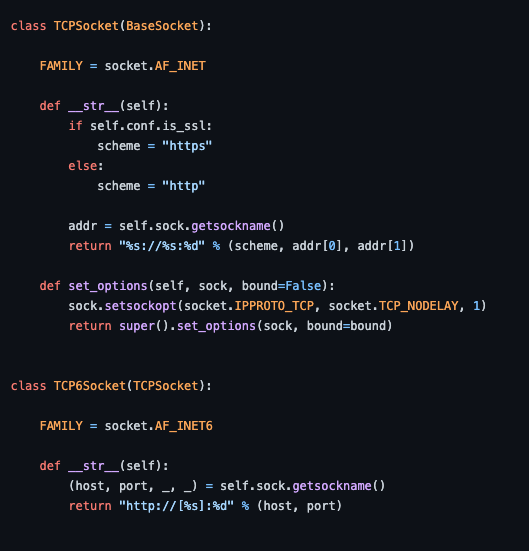 class TCPSocket(BaseSocket):
FAMILY = socket.AF_INET
def __str__(self):
if self.conf.is_ssl:
scheme = "https"
else:
scheme = "http"
addr = self.sock.getsockname()
return "%s://%s:%d" % (scheme, addr[0], addr[1])
def set_options(self, sock, bound=False):
sock.setsockopt(socket.IPPROTO_TCP, socket.TCP_NODELAY, 1)
return super().set_options(sock, bound=bound)
class TCP6Socket(TCPSocket):
FAMILY = socket.AF_INET6
def __str__(self):
(host, port, _, _) = self.sock.getsockname()
return "http://[%s]:%d" % (host, port)